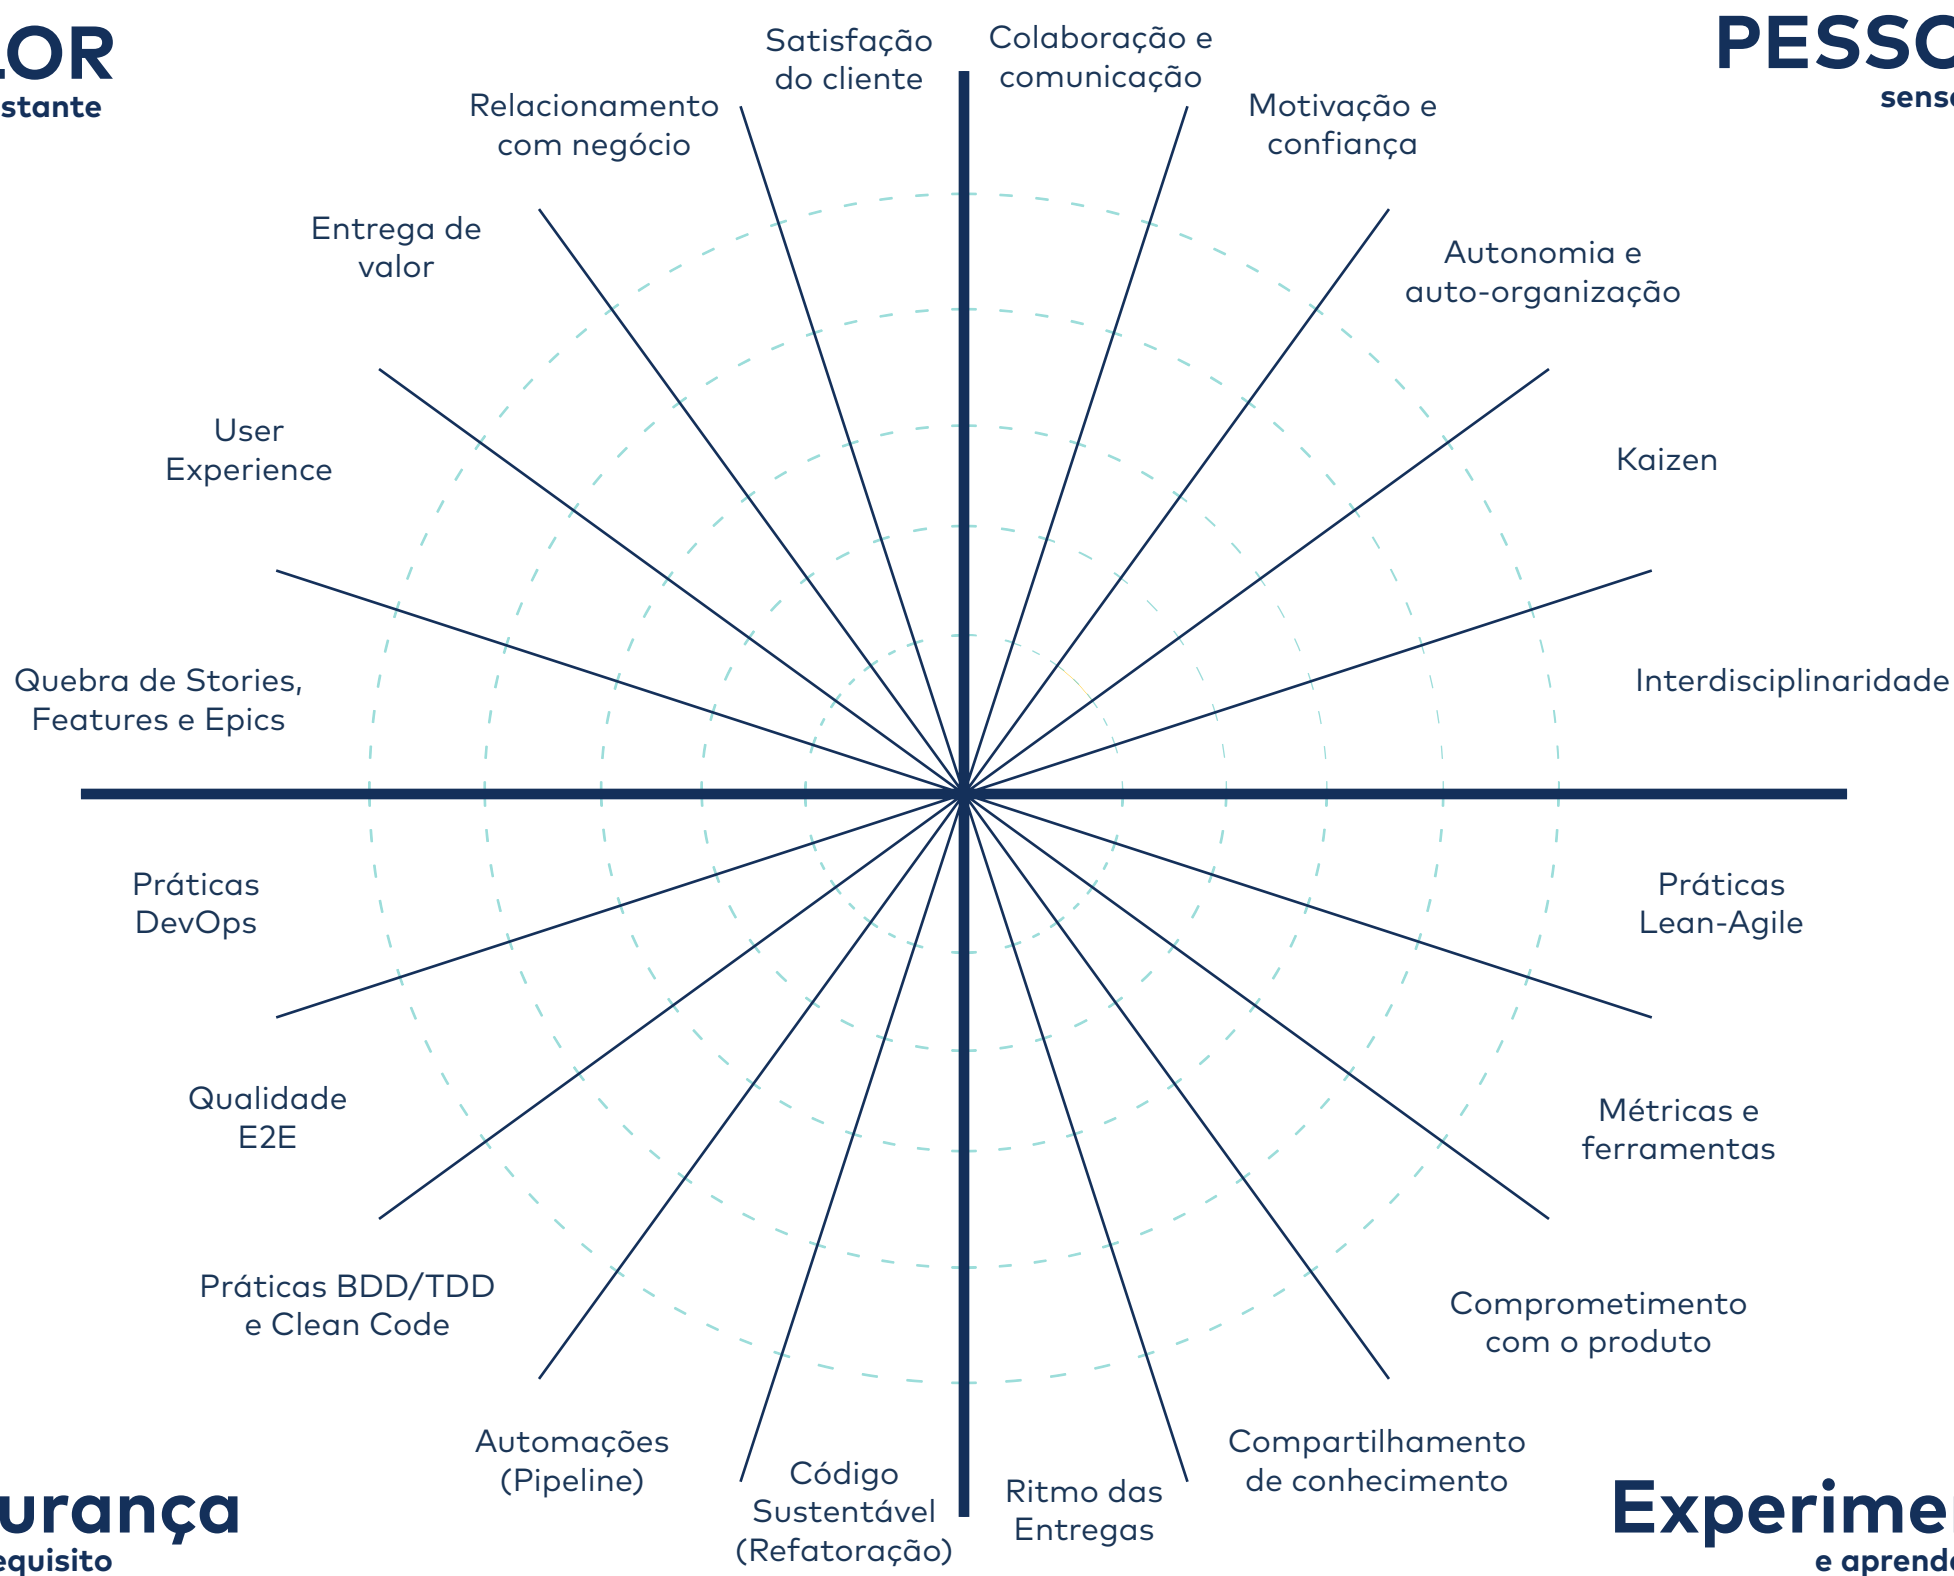 LOR
stante
PESSO
senso
Satisfação
do cliente
Colaboração e
comunicação
Relacionamento
com negócio
Motivação e
confiança
Entrega de
valor
Autonomia e
auto-organização
User
Experience
Kaizen
Quebra de Stories,
Features e Epics
Interdisciplinaridade
Práticas
DevOps
Práticas
Lean-Agile
Qualidade
E2E
Métricas e
ferramentas
Práticas BDD/TDD
e Clean Code
Comprometimento
com o produto
Automações
(Pipeline)
Código
Sustentável
(Refatoração)
Ritmo das
Entregas
Compartilhamento
de conhecimento
urança
equisito
Experime
e aprend